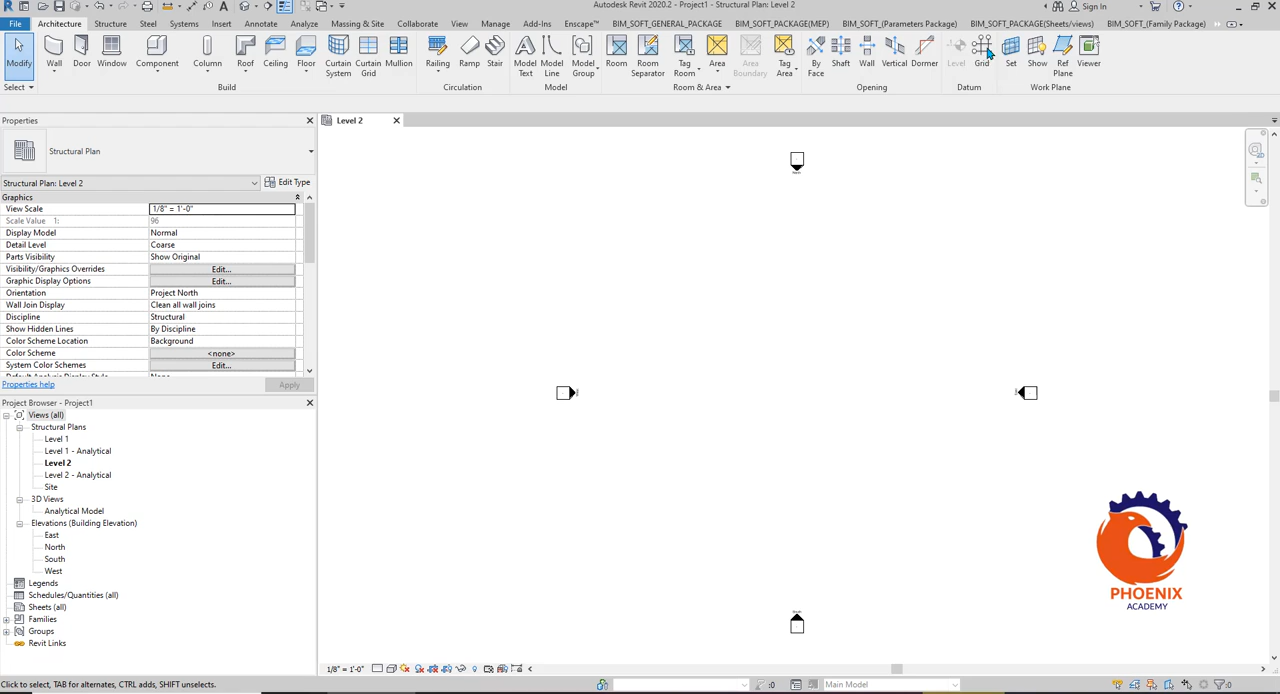 Autodesk Revit 2020.2 - Project1 - Structural Plan: Level 2
Sign In
File Architecture Structure Steel Systems Insert Annotate Analyze Massing & Site Collaborate View Manage Add-Ins Enscape™ BIM_SOFT_GENERAL_PACKAGE BIM_SOFT_PACKAGE(MEP) BIM_SOFT_(Parameters Package) BIM_SOFT_PACKAGE(Sheets/views) BIM_SOFT_(Family Package)
Modify Wall Door Window Component Column Roof Ceiling Floor Curtain System Curtain Grid Mullion Railing Ramp Stair Model Text Model Line Model Group Room Room Separator Tag Room Area Area Boundary Tag Area By Face Shaft Wall Vertical Dormer Level Grid Set Show Ref Plane Viewer
Select Build Circulation Model Room & Area Opening Datum Work Plane
Properties
Level 2
Structural Plan
Structural Plan: Level 2 Edit Type
Graphics
View Scale 1/8" = 1'-0"
Scale Value 1: 96
Display Model Normal
Detail Level Coarse
Parts Visibility Show Original
Visibility/Graphics Overrides Edit...
Graphic Display Options Edit...
Orientation Project North
Wall Join Display Clean all wall joins
Discipline Structural
Show Hidden Lines By Discipline
Color Scheme Location Background
Color Scheme <none>
System Color Schemes Edit...
Properties help Apply
Project Browser - Project1
Views (all)
Structural Plans
Level 1
Level 1 - Analytical
Level 2
Level 2 - Analytical
Site
3D Views
Analytical Model
Elevations (Building Elevation)
East
North
South
West
Legends
Schedules/Quantities (all)
Sheets (all)
Families
Groups
Revit Links
PHOENIX
ACADEMY
1/8" = 1'-0"
Click to select, TAB for alternates, CTRL adds, SHIFT unselects. :0 Main Model :0